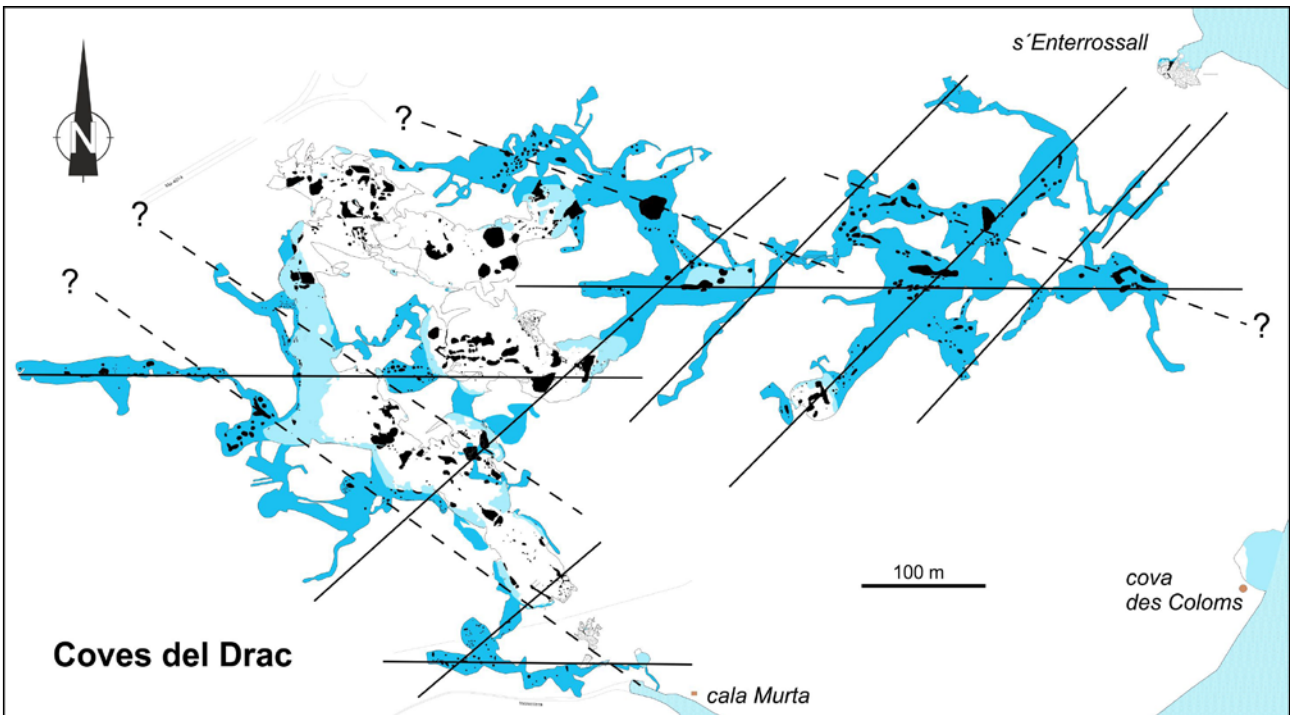 s´Enterrossall
N
?
?
?
?
100 m
cova
des Coloms
Coves del Drac
cala Murta